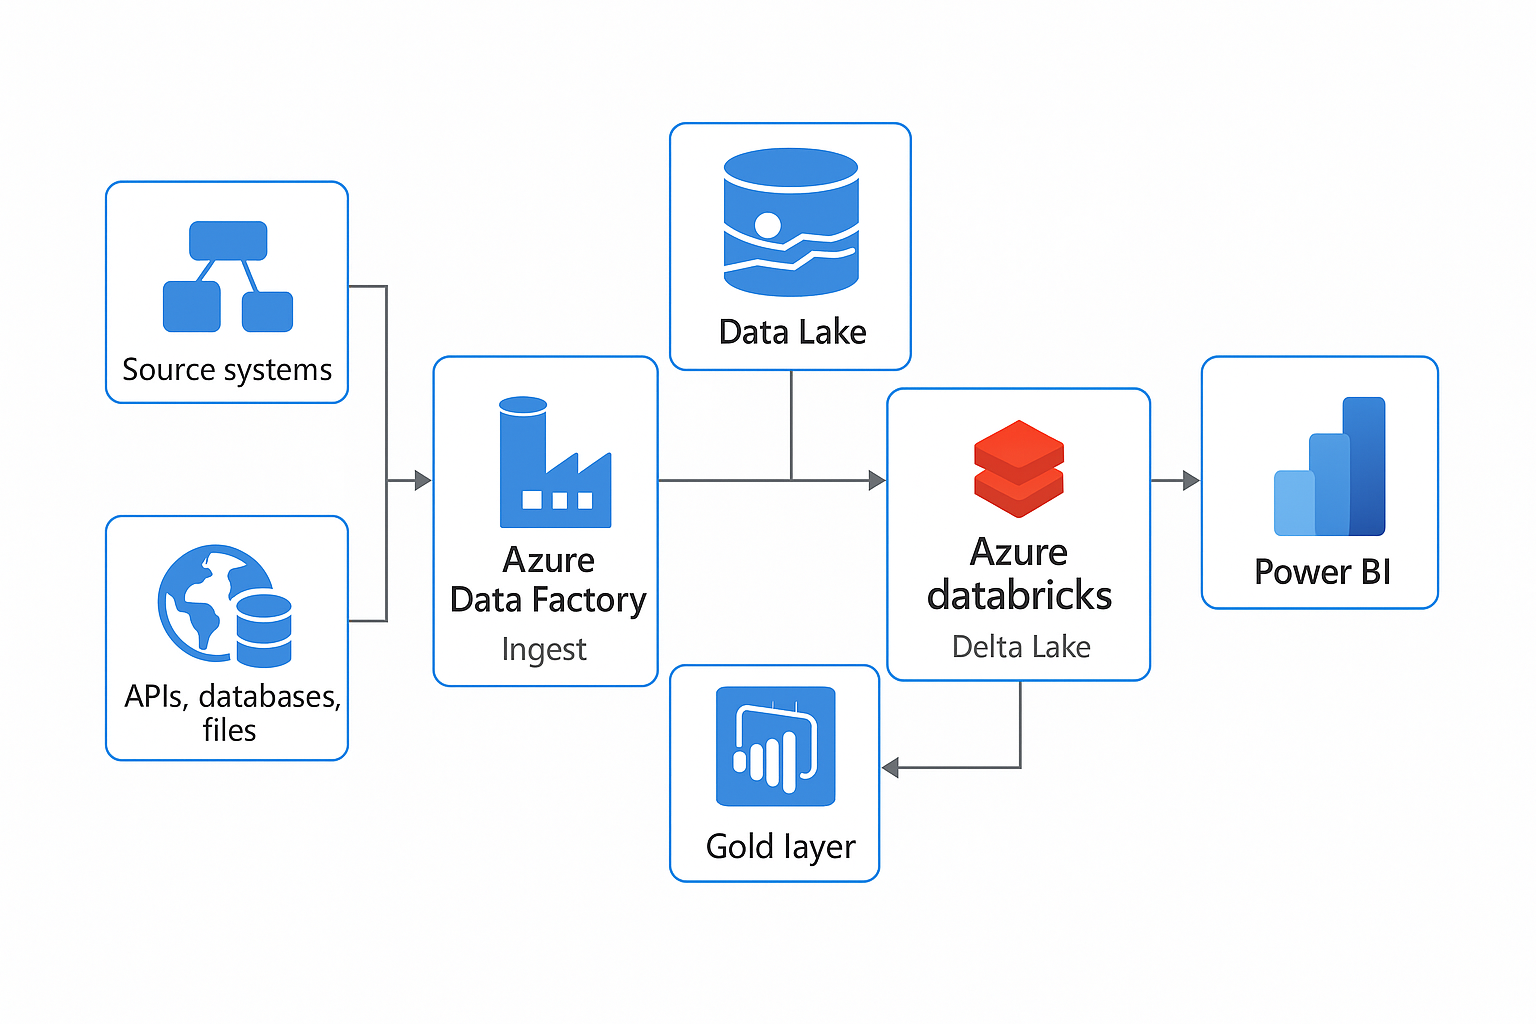 Source systems
APIs, databases,
files
Azure
Data Factory
Ingest
Data Lake
Azure
databricks
Delta Lake
Gold layer
Power BI